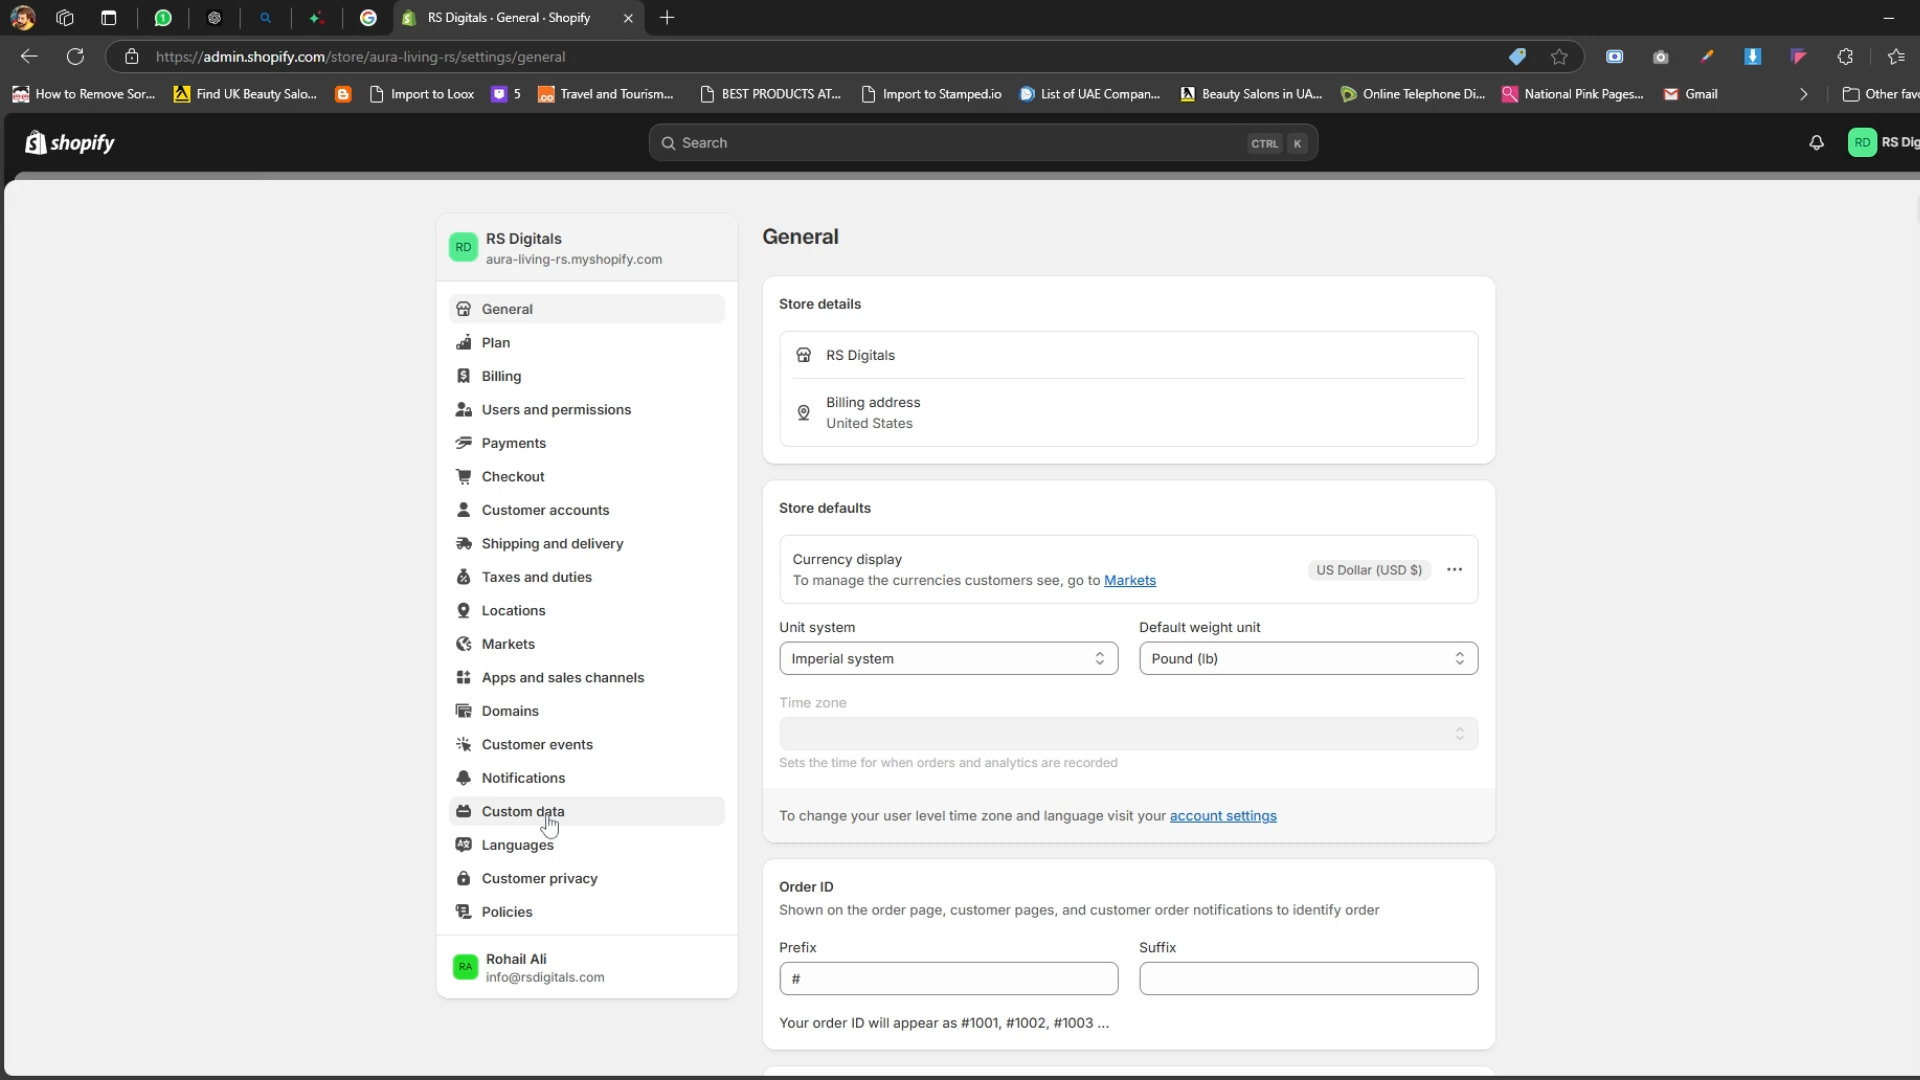 RS Digitals · General · Shopify
https://admin.shopify.com/store/aura-living-rs/settings/general
How to Remove Sor...
Find UK Beauty Salo...
Import to Loox
5
Travel and Tourism...
BEST PRODUCTS AT...
Import to Stamped.io
List of UAE Compan...
Beauty Salons in UA...
Online Telephone Di...
National Pink Pages...
Gmail
Other favo
shopify
Search
CTRL K
RD
RS Dig
RD
RS Digitals
aura-living-rs.myshopify.com
General
Plan
Billing
Users and permissions
Payments
Checkout
Customer accounts
Shipping and delivery
Taxes and duties
Locations
Markets
Apps and sales channels
Domains
Customer events
Notifications
Custom data
Languages
Customer privacy
Policies
RA
Rohail Ali
info@rsdigitals.com
General
Store details
RS Digitals
Billing address
United States
Store defaults
Currency display
To manage the currencies customers see, go to Markets
US Dollar (USD $)
Unit system
Default weight unit
Imperial system
Pound (lb)
Time zone
Sets the time for when orders and analytics are recorded
To change your user level time zone and language visit your account settings
Order ID
Shown on the order page, customer pages, and customer order notifications to identify order
Prefix
Suffix
#
Your order ID will appear as #1001, #1002, #1003 ...